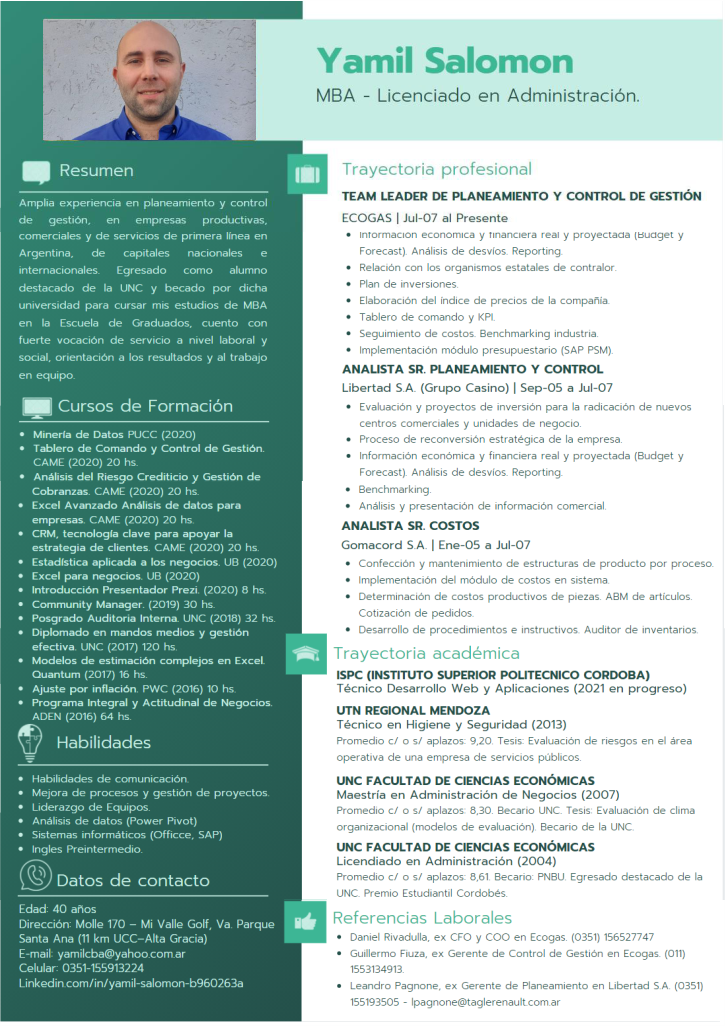 Yamil Salomon
MBA - Licenciado en Administración.
Resumen
Amplia experiencia en planeamiento y control
de gestión, en empresas productivas,
comerciales y de servicios de primera línea en
Argentina, de capitales nacionales e
internacionales. Egresado como alumno
destacado de la UNC y becado por dicha
universidad para cursar mis estudios de MBA
en la Escuela de Graduados, cuento con
fuerte vocación de servicio a nivel laboral y
social, orientación a los resultados y al trabajo
en equipo.
Cursos de Formación
• Minería de Datos PUCC (2020)
• Tablero de Comando y Control de Gestión.
CAME (2020) 20 hs.
• Análisis del Riesgo Crediticio y Gestión de
Cobranzas. CAME (2020) 20 hs.
• Excel Avanzado Análisis de datos para
empresas. CAME (2020) 20 hs.
• CRM, tecnología clave para apoyar la
estrategia de clientes. CAME (2020) 20 hs.
• Estadística aplicada a los negocios. UB (2020)
• Excel para negocios. UB (2020)
• Introducción Presentador Prezi. (2020) 8 hs.
• Community Manager. (2019) 30 hs.
• Posgrado Auditoria Interna. UNC (2018) 32 hs.
• Diplomado en mandos medios y gestión
efectiva. UNC (2017) 120 hs.
• Modelos de estimación complejos en Excel.
Quantum (2017) 16 hs.
• Ajuste por inflación. PWC (2016) 10 hs.
• Programa Integral y Actitudinal de Negocios.
ADEN (2016) 64 hs.
Habilidades
• Habilidades de comunicación.
• Mejora de procesos y gestión de proyectos.
• Liderazgo de Equipos.
• Análisis de datos (Power Pivot)
• Sistemas informáticos (Officce, SAP)
• Ingles Preintermedio.
Datos de contacto
Edad: 40 años
Dirección: Molle 170 – Mi Valle Golf, Va. Parque
Santa Ana (11 km UCC–Alta Gracia)
E-mail: yamilcba@yahoo.com.ar
Celular: 0351-155913224
Linkedin.com/in/yamil-salomon-b960263a
Trayectoria profesional
TEAM LEADER DE PLANEAMIENTO Y CONTROL DE GESTIÓN
ECOGAS | Jul-07 al Presente
• Información económica y financiera real y proyectada (Budget y
Forecast). Análisis de desvíos. Reporting.
• Relación con los organismos estatales de contralor.
• Plan de inversiones.
• Elaboración del índice de precios de la compañía.
• Tablero de comando y KPI.
• Seguimiento de costos. Benchmarking industria.
• Implementación módulo presupuestario (SAP PSM).
ANALISTA SR. PLANEAMIENTO Y CONTROL
Libertad S.A. (Grupo Casino) | Sep-05 a Jul-07
• Evaluación y proyectos de inversión para la radicación de nuevos
centros comerciales y unidades de negocio.
• Proceso de reconversión estratégica de la empresa.
• Información económica y financiera real y proyectada (Budget y
Forecast). Análisis de desvíos. Reporting.
• Benchmarking.
• Análisis y presentación de información comercial.
ANALISTA SR. COSTOS
Gomacord S.A. | Ene-05 a Jul-07
• Confección y mantenimiento de estructuras de producto por proceso.
• Implementación del módulo de costos en sistema.
• Determinación de costos productivos de piezas. ABM de artículos.
Cotización de pedidos.
• Desarrollo de procedimientos e instructivos. Auditor de inventarios.
Trayectoria académica
ISPC (INSTITUTO SUPERIOR POLITECNICO CORDOBA)
Técnico Desarrollo Web y Aplicaciones (2021 en progreso)
UTN REGIONAL MENDOZA
Técnico en Higiene y Seguridad (2013)
Promedio c/ o s/ aplazos: 9,20. Tesis: Evaluación de riesgos en el área
operativa de una empresa de servicios públicos.
UNC FACULTAD DE CIENCIAS ECONÓMICAS
Maestría en Administración de Negocios (2007)
Promedio c/ o s/ aplazos: 8,30. Becario UNC. Tesis: Evaluación de clima
organizacional (modelos de evaluación). Becario de la UNC.
UNC FACULTAD DE CIENCIAS ECONÓMICAS
Licendiado en Administración (2004)
Promedio c/ o s/ aplazos: 8,61. Becario: PNBU. Egresado destacado de la
UNC. Premio Estudiantil Cordobés.
Referencias Laborales
• Daniel Rivadulla, ex CFO y COO en Ecogas. (0351) 156527747
• Guillermo Fiuza, ex Gerente de Control de Gestión en Ecogas. (011)
1553134913.
• Leandro Pagnone, ex Gerente de Planeamiento en Libertad S.A. (0351)
155193505 - lpagnone@taglerenault.com.ar